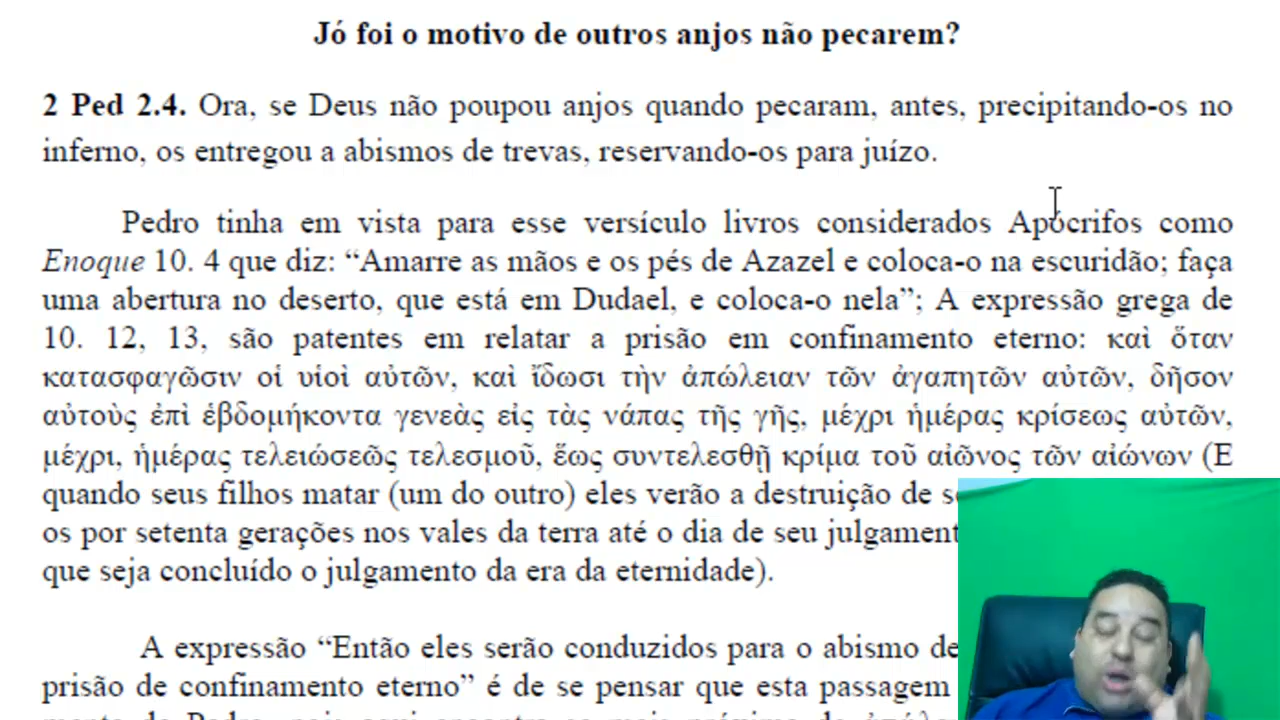 Jó foi o motivo de outros anjos não pecarem?
2 Ped 2.4. Ora, se Deus não poupou anjos quando pecaram, antes, precipitando-os no
inferno, os entregou a abismos de trevas, reservando-os para juízo.
Pedro tinha em vista para esse versículo livros considerados Apócrifos como
Enoque 10. 4 que diz: “Amarre as mãos e os pés de Azazel e coloca-o na escuridão; faça
uma abertura no deserto, que está em Dudael, e coloca-o nela”; A expressão grega de
10. 12, 13, são patentes em relatar a prisão em confinamento eterno: καὶ ὅταν
κατασφαγῶσιν οἱ υἱοὶ αὐτῶν, καὶ ἴδωσι τὴν ἀπώλειαν τῶν ἀγαπητῶν αὐτῶν, δῆσον
αὐτοὺς ἐπὶ ἑβδομήκοντα γενεὰς εἰς τὰς νάπας τῆς γῆς, μέχρι ἡμέρας κρίσεως αὐτῶν,
μέχρι, ἡμέρας τελειώσεῶς τελεσμοῦ, ἕως συντελεσθῇ κρίμα τοῦ αἰῶνος τῶν αἰώνων (E
quando seus filhos matar (um do outro) eles verão a destruição de
os por setenta gerações nos vales da terra até o dia de seu
que seja concluído o julgamento da era da eternidade).
A expressão “Então eles serão conduzidos para o abismo
prisão de confinamento eterno” é de se pensar que esta passagem